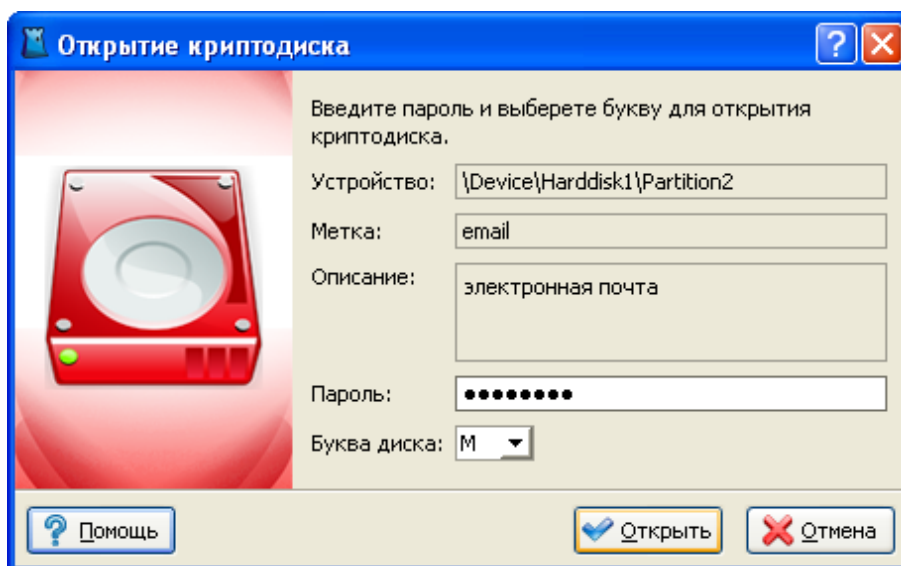 Открытие криптодиска
Введите пароль и выберете букву для открытия
криптодиска.
Устройство: \Device\Harddisk1\Partition2
Метка: email
Описание: электронная почта
Пароль: ●●●●●●●●
Буква диска: M
Помощь Открыть Отмена